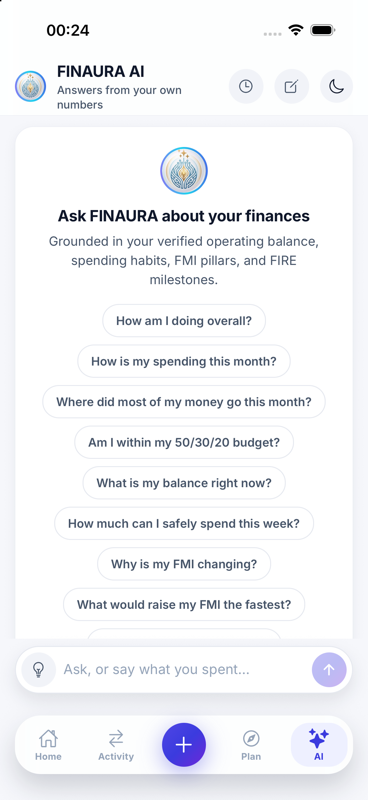 00:24
FINAURA AI
Answers from your own
numbers
Ask FINAURA about your finances
Grounded in your verified operating balance,
spending habits, FMI pillars, and FIRE
milestones.
How am I doing overall?
How is my spending this month?
Where did most of my money go this month?
Am I within my 50/30/20 budget?
What is my balance right now?
How much can I safely spend this week?
Why is my FMI changing?
What would raise my FMI the fastest?
Ask, or say what you spent...
Home
Activity
Plan
AI